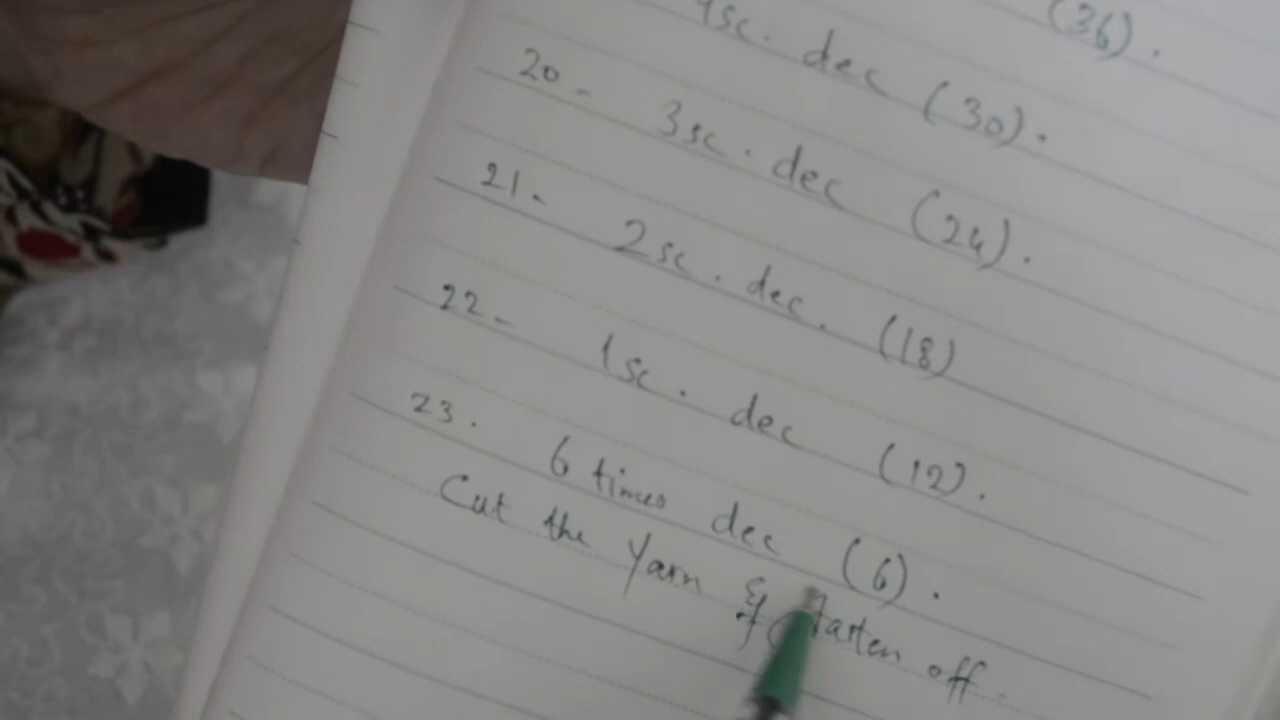 (36).
4sc. dec (30).
20- 3sc. dec (24).
21- 2sc. dec. (18)
22- 1sc. dec (12).
23. 6 times dec (6).
Cut the yarn & fasten off.